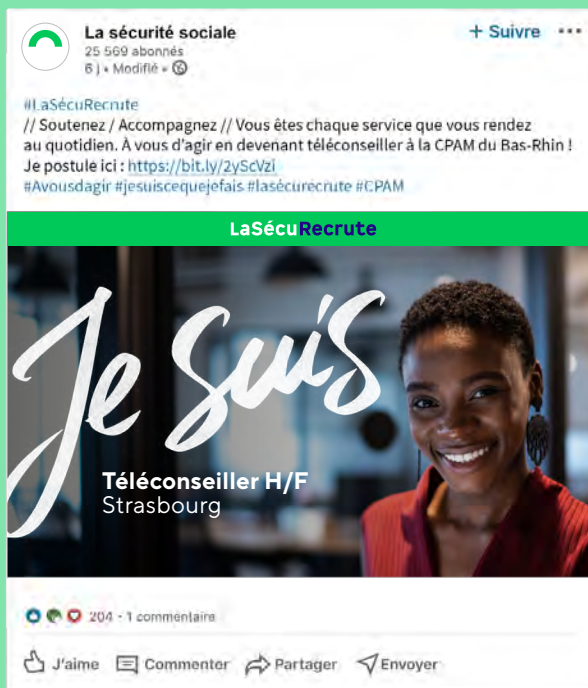 La sécurité sociale
+ Suivre
25 569 abonnés
6 j • Modifié •
#LaSécuRecrute
// Soutenez / Accompagnez // Vous êtes chaque service que vous rendez
au quotidien. À vous d'agir en devenant téléconseiller à la CPAM du Bas-Rhin !
Je postule ici : https://bit.ly/2yScVzi
#Avousdagir #jesuiscequejefais #lasécurecrute #CPAM
LaSécuRecrute
Je suis
Téléconseiller H/F
Strasbourg
204 - 1 commentaire
J'aime Commenter Partager Envoyer